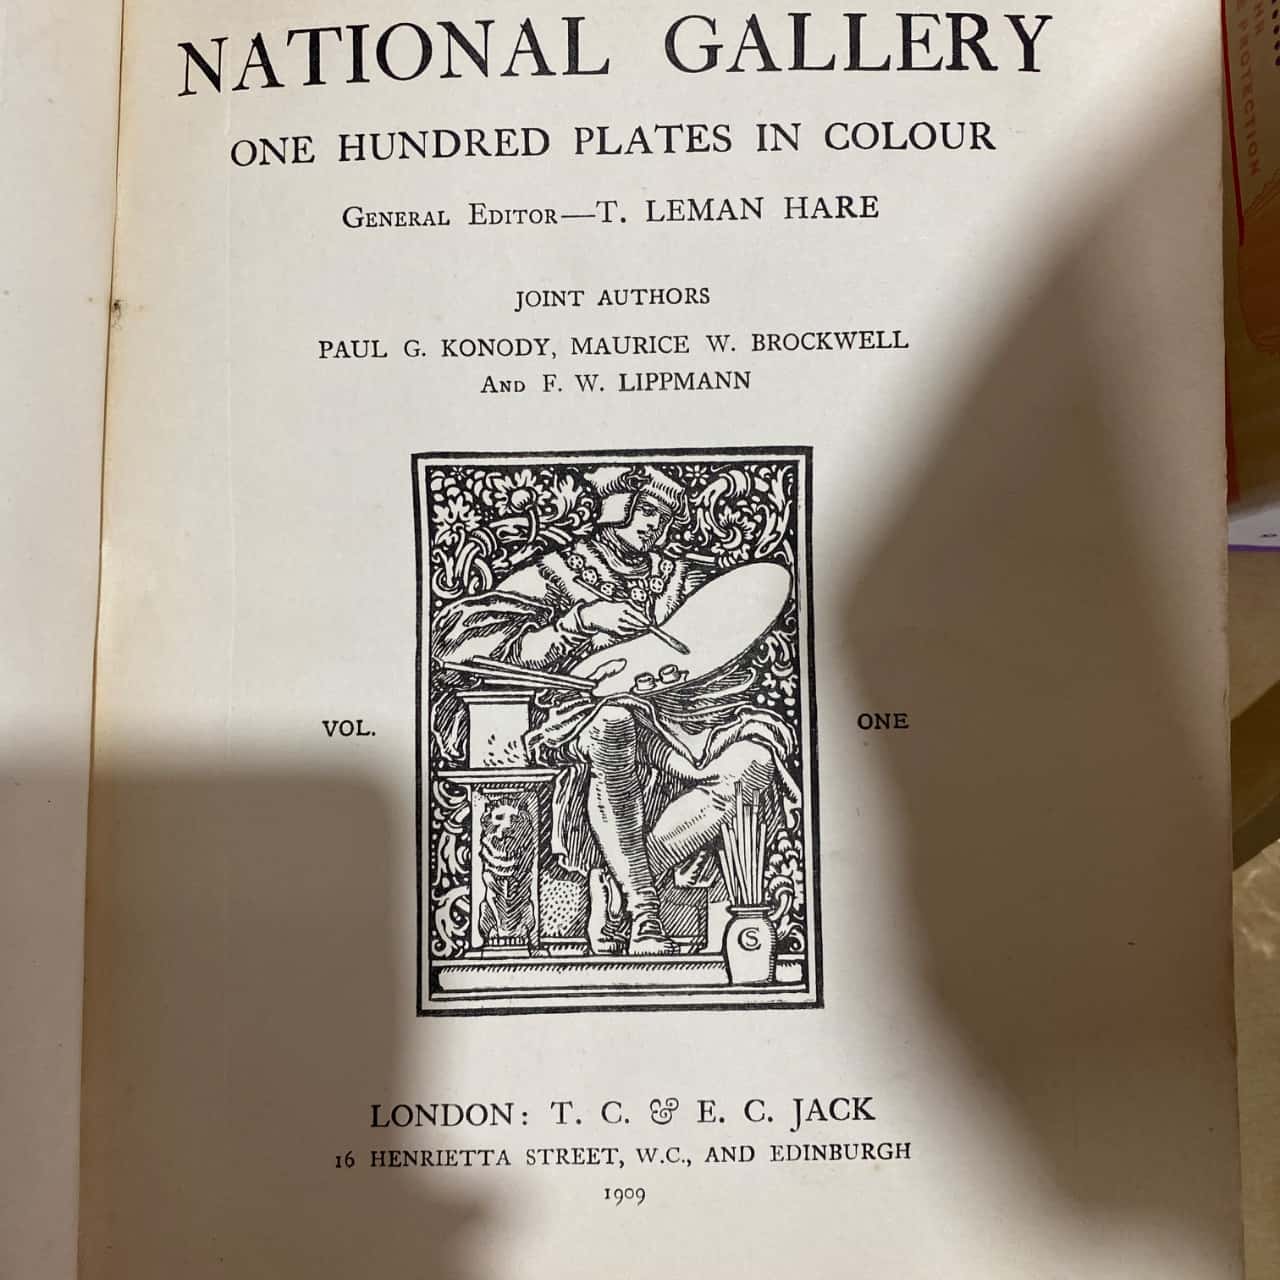 NATIONAL GALLERY
ONE HUNDRED PLATES IN COLOUR
GENERAL EDITOR—T. LEMAN HARE
JOINT AUTHORS
PAUL G. KONODY, MAURICE W. BROCKWELL
AND F. W. LIPPMANN
VOL. ONE
S
LONDON: T. C. & E. C. JACK
16 HENRIETTA STREET, W.C., AND EDINBURGH
1909
PROTECTION